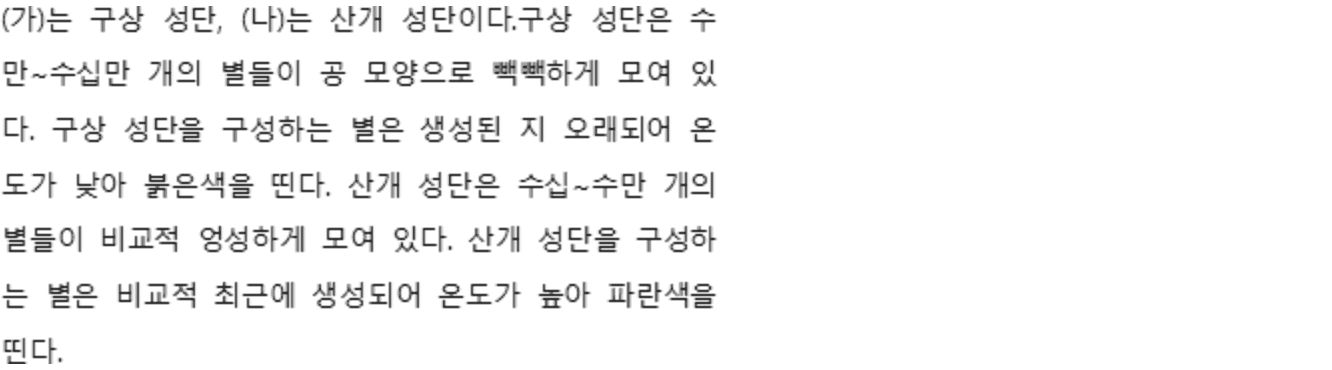 (가)는 구상 성단, (나)는 산개 성단이다.구상 성단은 수
만~수십만 개의 별들이 공 모양으로 빽빽하게 모여 있
다. 구상 성단을 구성하는 별은 생성된 지 오래되어 온
도가 낮아 붉은색을 띤다. 산개 성단은 수십~수만 개의
별들이 비교적 엉성하게 모여 있다. 산개 성단을 구성하
는 별은 비교적 최근에 생성되어 온도가 높아 파란색을
띤다.